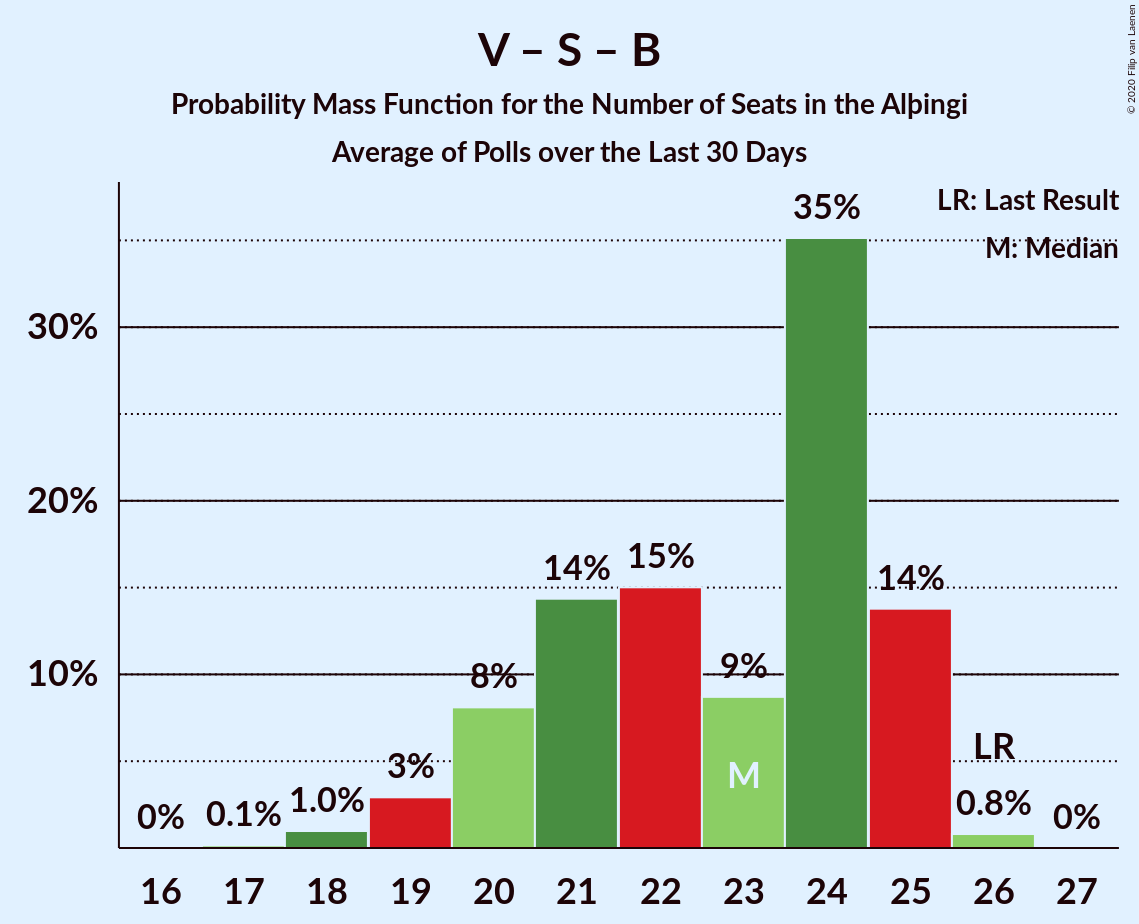 V – S – B
Probability Mass Function for the Number of Seats in the Alþingi
Average of Polls over the Last 30 Days
© 2020 Filip van Laenen
LR: Last Result
M: Median
35%
30%
20%
10%
0%
0.1%
1.0%
3%
8%
14%
15%
9%
M
14%
LR
0.8%
0%
16 17 18 19 20 21 22 23 24 25 26 27